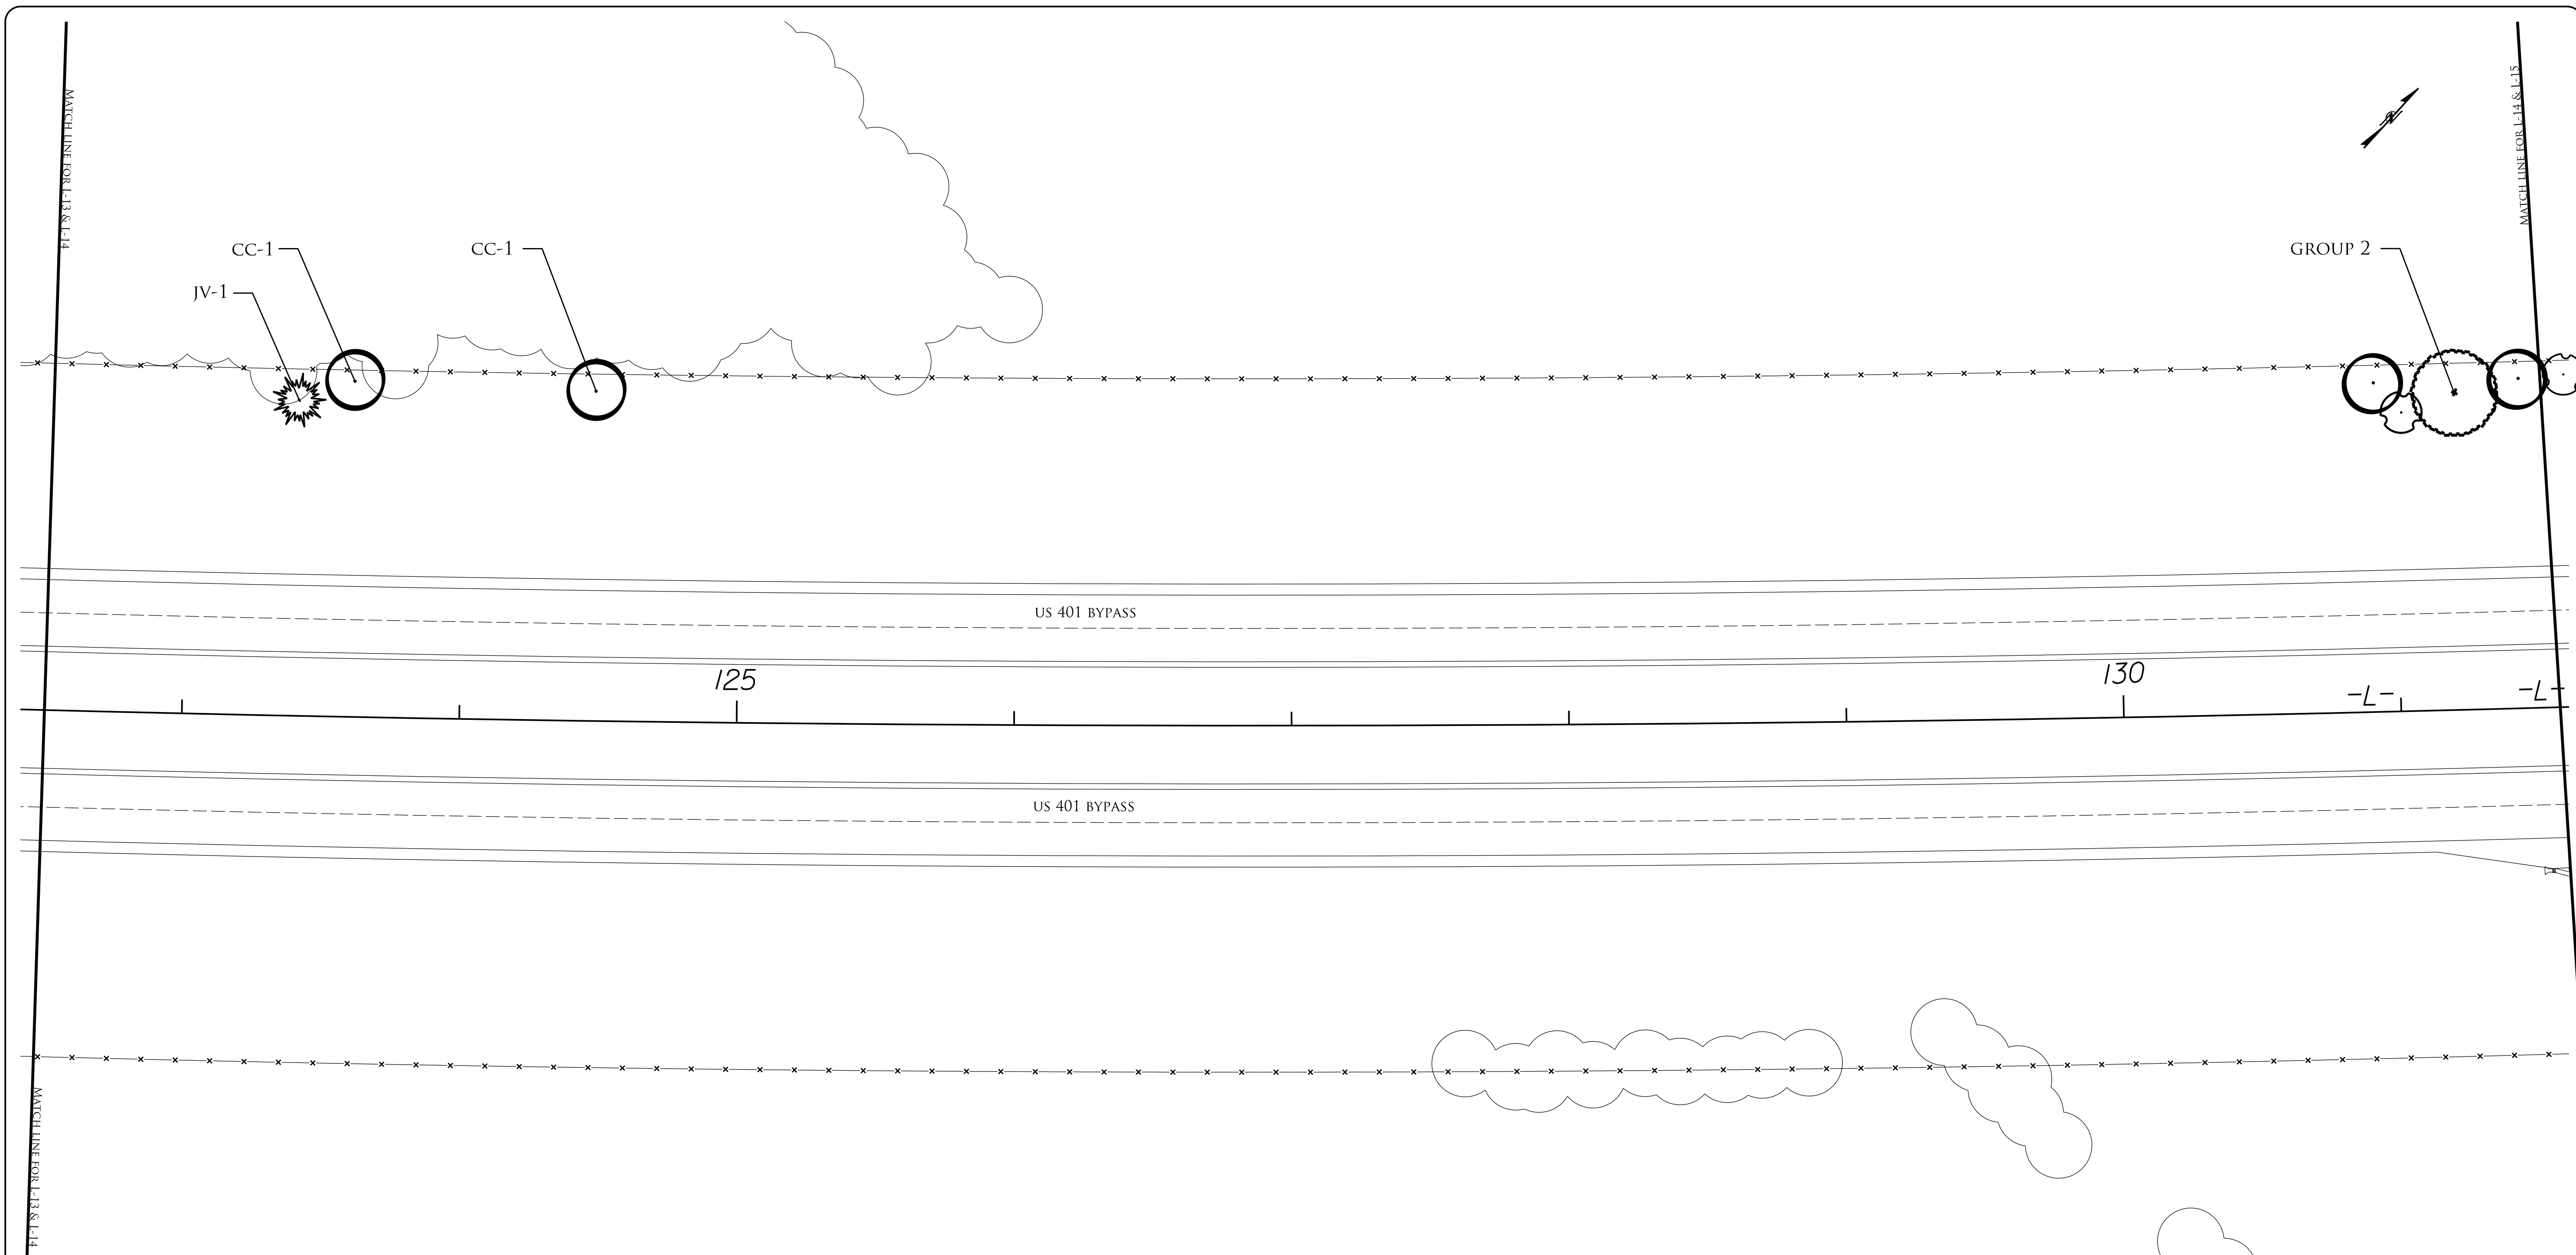 MATCH LINE FOR L-13 & L-14
MATCH LINE FOR L-14 & L-15
N
CC-1
CC-1
GROUP 2
JV-1
US 401 BYPASS
125
130
-L-
-L-
US 401 BYPASS
MATCH LINE FOR L-13 & L-14